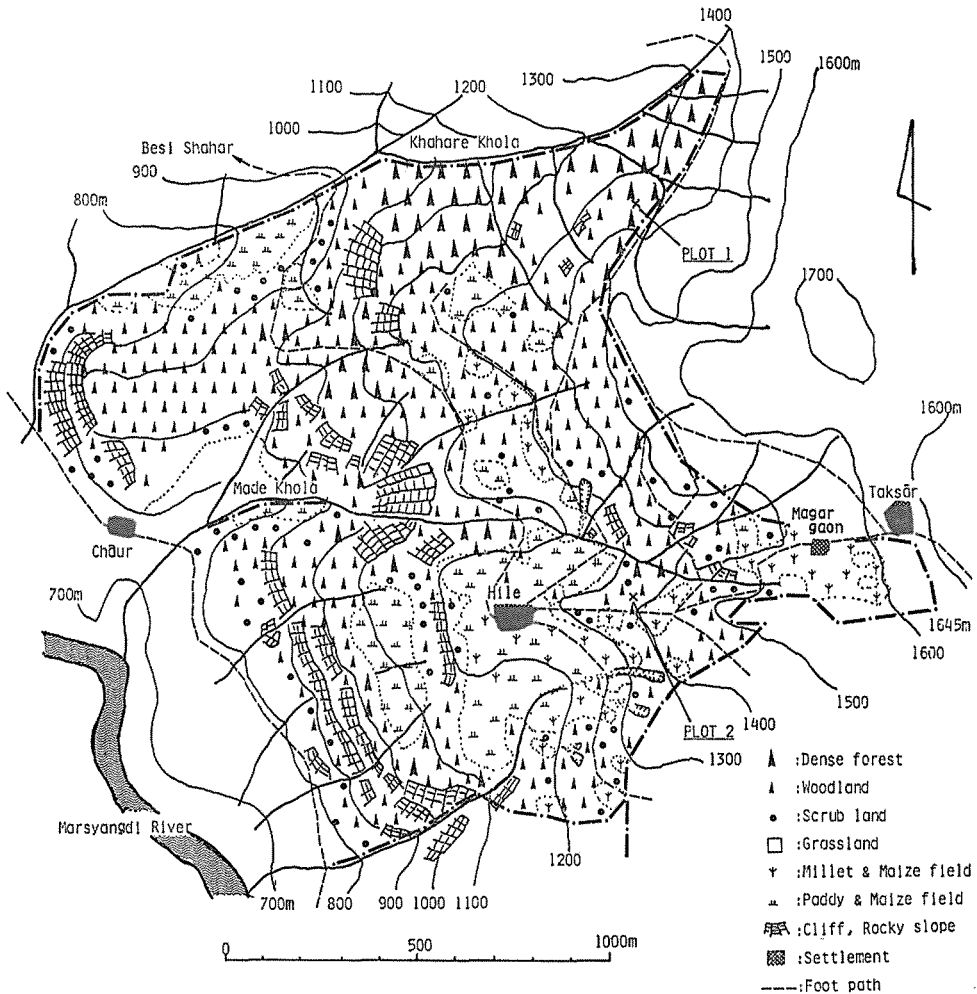 1400
1500
1600m
1300
1100
1200
1000
Khahare Khola
Besi Shahar
900
800m
PLOT 1
1700
1600m
Taksār
Magar
gaon
Made Khola
Chāur
700m
Hile
1645m
1600
1500
1400
PLOT 2
1300
Marsyangdi River
1200
700m
800
900
1000
1100
0
500
1000m
:Dense forest
:Woodland
:Scrub land
:Grassland
:Millet & Maize field
:Paddy & Maize field
:Cliff, Rocky slope
:Settlement
:Foot path